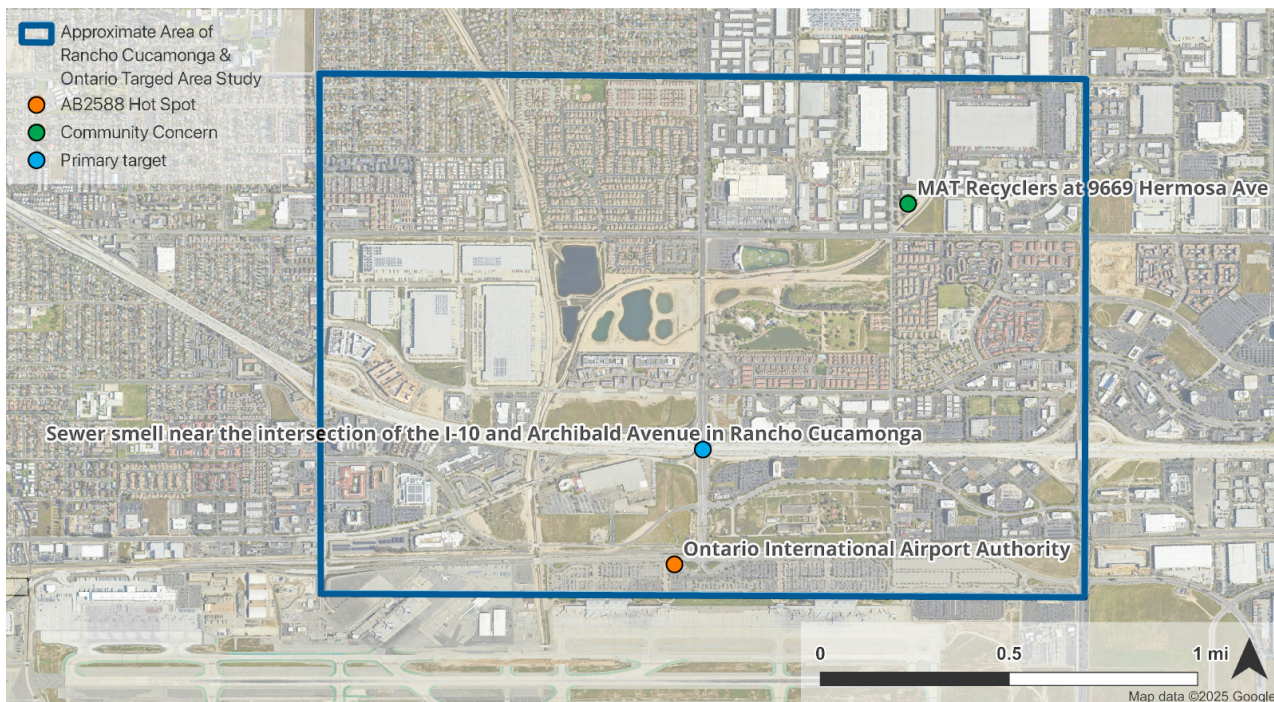 Approximate Area of
Rancho Cucamonga &
Ontario Targed Area Study
AB2588 Hot Spot
Community Concern
Primary target
MAT Recyclers at 9669 Hermosa Ave
Sewer smell near the intersection of the I-10 and Archibald Avenue in Rancho Cucamonga
Ontario International Airport Authority
0 0.5 1 mi
Map data ©2025 Google